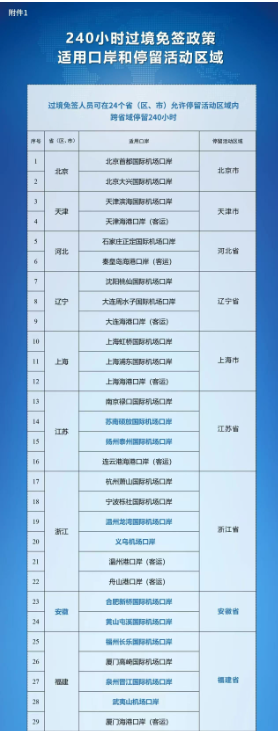 附件1
240小时过境免签政策
适用口岸和停留活动区域
过境免签人员可在24个省（区、市）允许停留活动区域内
跨省域停留240小时
序号 省（区、市） 适用口岸 停留活动区域
1 北京 北京首都国际机场口岸 北京市
2 北京大兴国际机场口岸
3 天津 天津滨海国际机场口岸 天津市
4 天津海港口岸（客运）
5 河北 石家庄正定国际机场口岸 河北省
6 秦皇岛海港口岸（客运）
7 沈阳桃仙国际机场口岸
8 辽宁 大连周水子国际机场口岸 辽宁省
9 大连海港口岸（客运）
10 上海虹桥国际机场口岸
11 上海 上海浦东国际机场口岸 上海市
12 上海海港口岸（客运）
13 南京禄口国际机场口岸
14 江苏 苏南硕放国际机场口岸 江苏省
15 扬州泰州国际机场口岸
16 连云港海港口岸（客运）
17 杭州萧山国际机场口岸
18 宁波栎社国际机场口岸
19 浙江 温州龙湾国际机场口岸 浙江省
20 义乌机场口岸
21 温州港口岸（客运）
22 舟山港口岸（客运）
23 安徽 合肥新桥国际机场口岸 安徽省
24 黄山屯溪国际机场口岸
25 福州长乐国际机场口岸
26 厦门高崎国际机场口岸
27 福建 泉州晋江国际机场口岸 福建省
28 武夷山机场口岸
29 厦门海港口岸（客运）